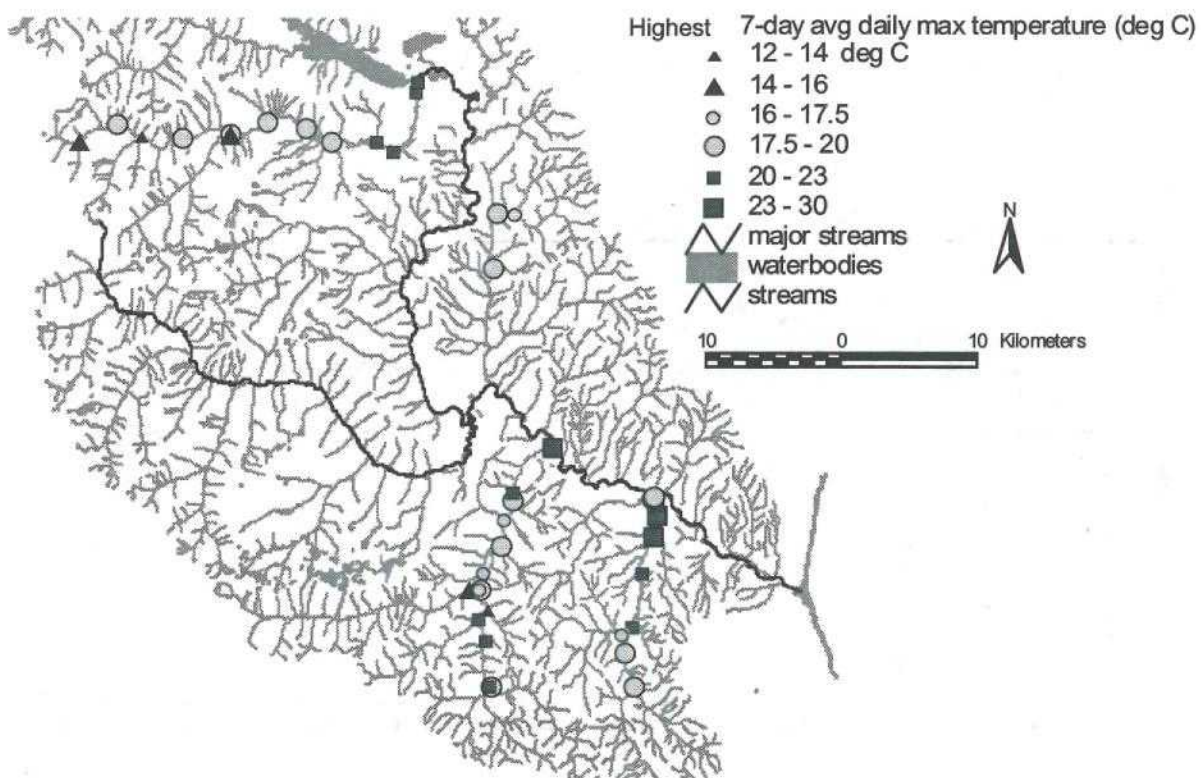 Highest 7-day avg daily max temperature (deg C)
12 - 14 deg C
14 - 16
16 - 17.5
17.5 - 20
20 - 23
23 - 30
major streams
waterbodies
streams
N
10 0 10 Kilometers